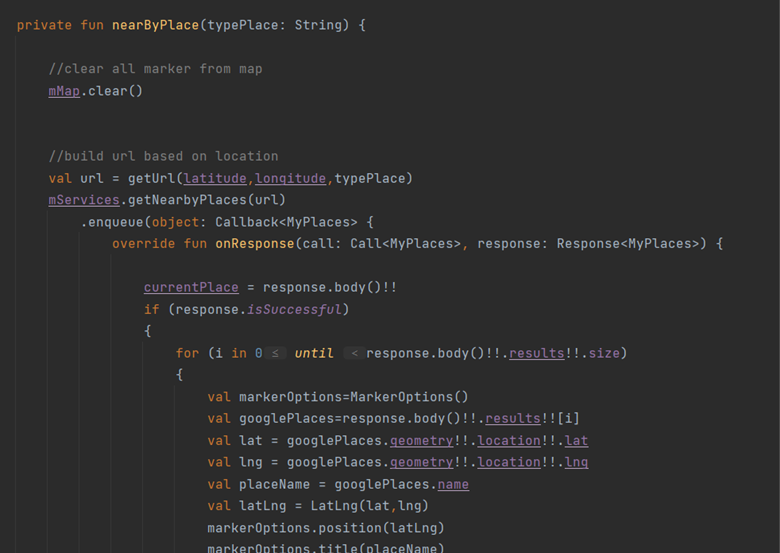 private fun nearByPlace(typePlace: String) {
//clear all marker from map
mMap.clear()
//build url based on location
val url = getUrl(latitude,longitude,typePlace)
mServices.getNearbyPlaces(url)
.enqueue(object: Callback<MyPlaces> {
override fun onResponse(call: Call<MyPlaces>, response: Response<MyPlaces>) {
currentPlace = response.body()!!
if (response.isSuccessful)
{
for (i in 0 ≤ until < response.body()!!.results!!.size)
{
val markerOptions=MarkerOptions()
val googlePlaces=response.body()!!.results!![i]
val lat = googlePlaces.geometry!!.location!!.lat
val lng = googlePlaces.geometry!!.location!!.lng
val placeName = googlePlaces.name
val latLng = LatLng(lat,lng)
markerOptions.position(latLng)
markerOptions.title(placeName)